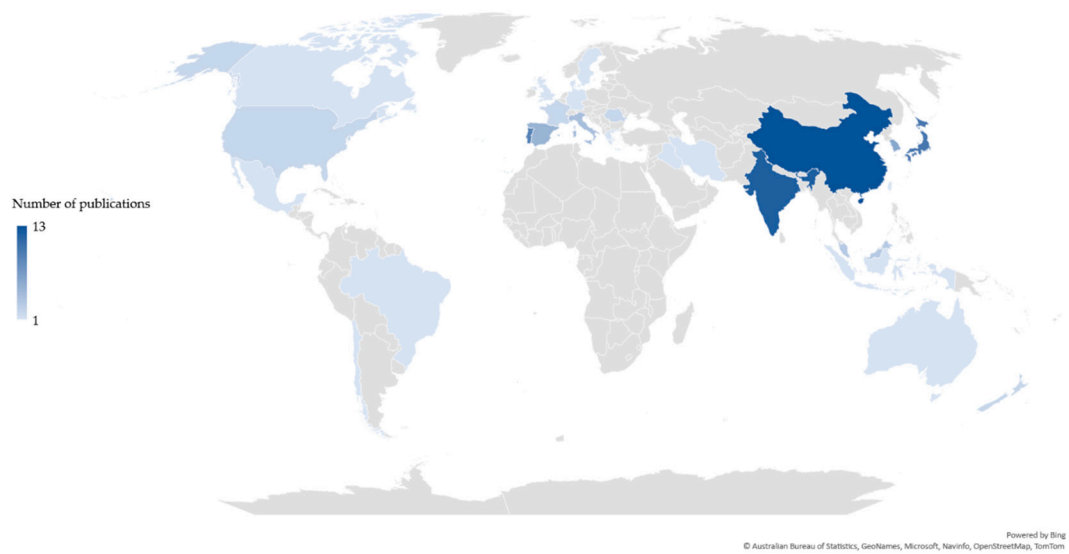 Number of publications
13
1
Powered by Bing
© Australian Bureau of Statistics, GeoNames, Microsoft, Navinfo, OpenStreetMap, TomTom